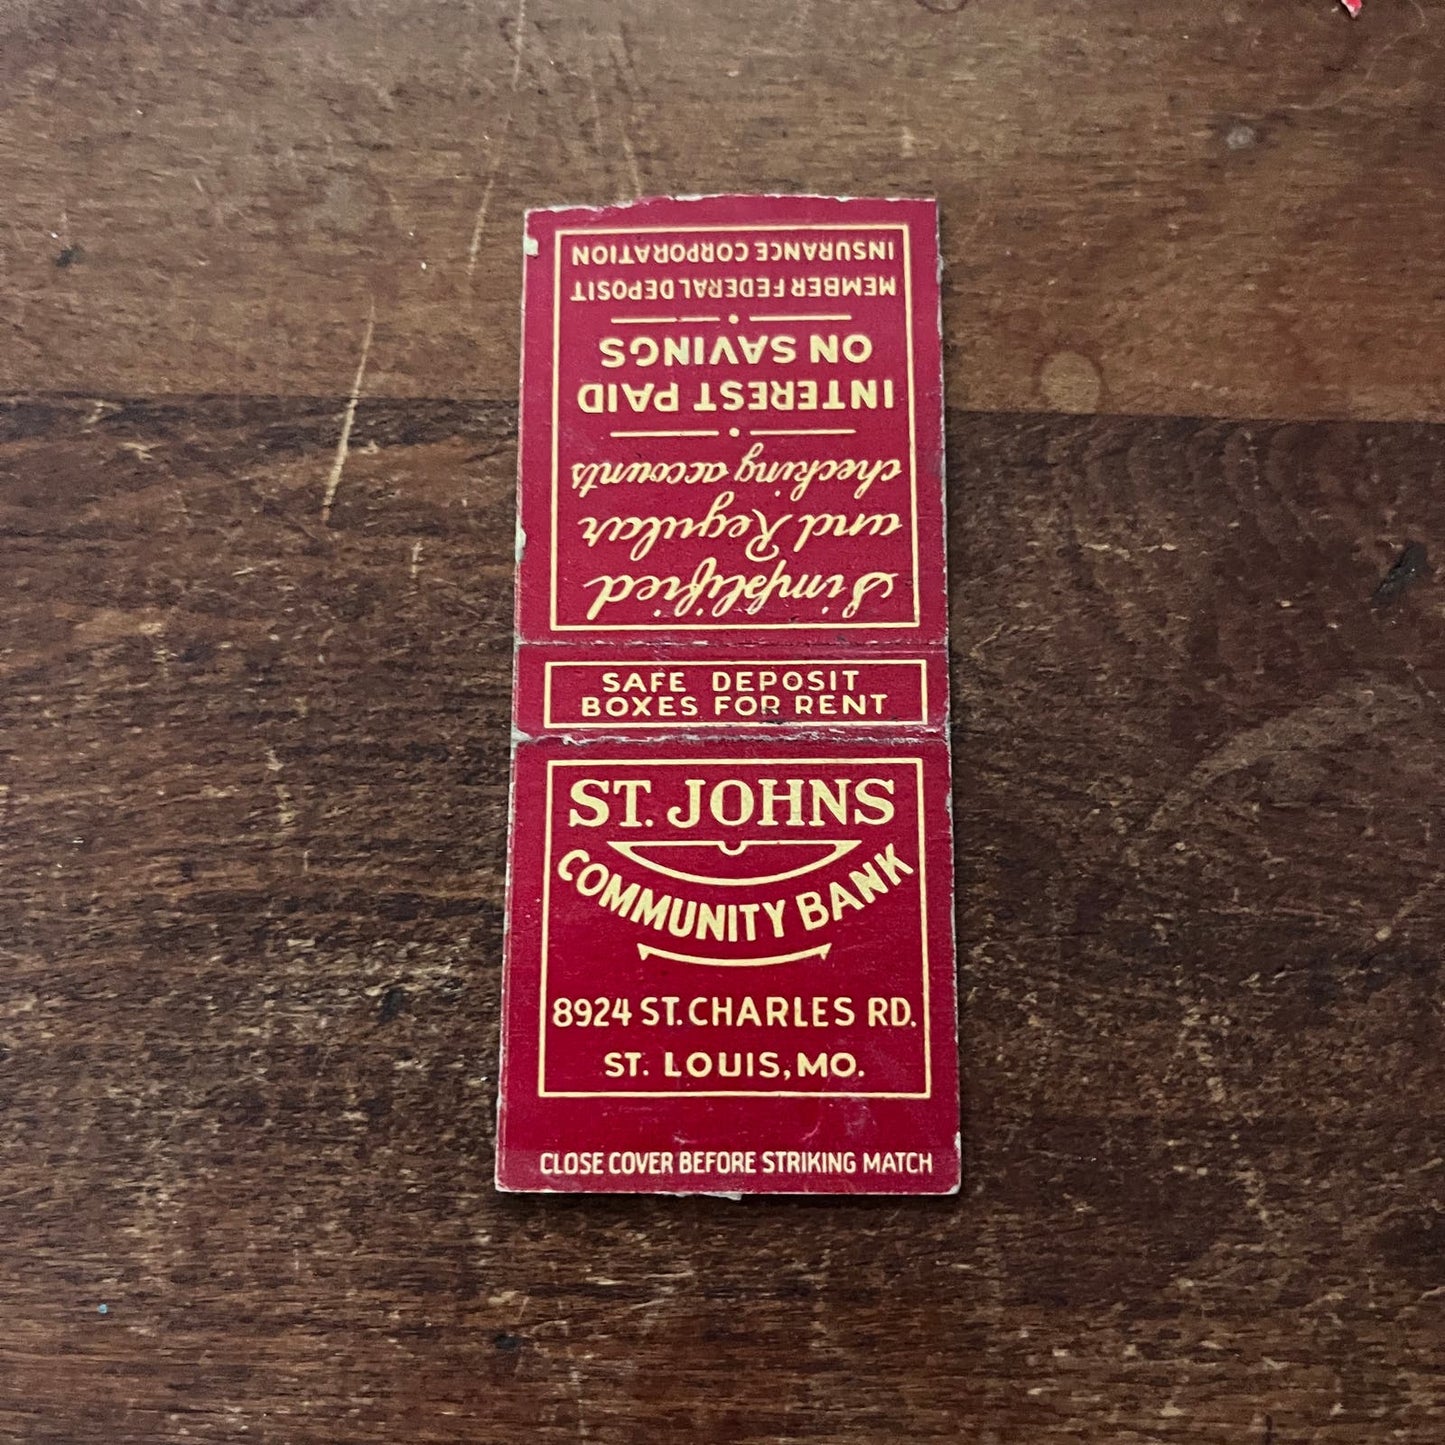 Simplified
and Regular
checking accounts
INTEREST PAID
ON SAVINGS
MEMBER FEDERAL DEPOSIT
INSURANCE CORPORATION
SAFE DEPOSIT
BOXES FOR RENT
ST. JOHNS
COMMUNITY BANK
8924 ST. CHARLES RD.
ST. LOUIS, MO.
CLOSE COVER BEFORE STRIKING MATCH